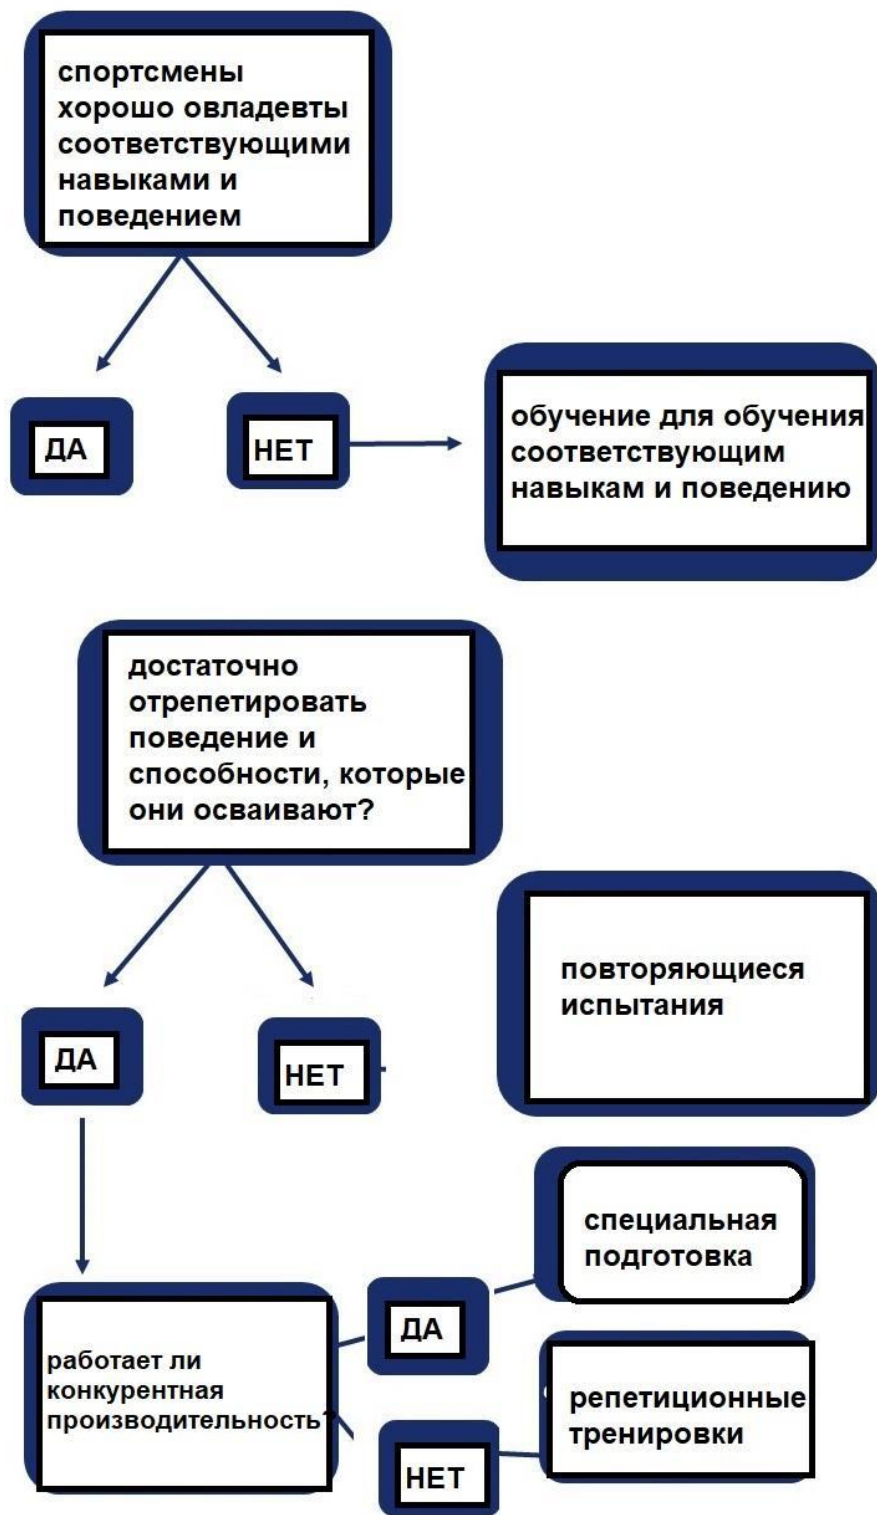 спортсмены
хорошо овладевты
соответствующими
навыками и
поведением
ДА
НЕТ
обучение для обучения
соответствующим
навыкам и поведению
достаточно
отрепетировать
поведение и
способности, которые
они осваивают?
повторяющиеся
испытания
ДА
НЕТ
специальная
подготовка
работает ли
конкурентная
производительность?
ДА
репетиционные
тренировки
НЕТ